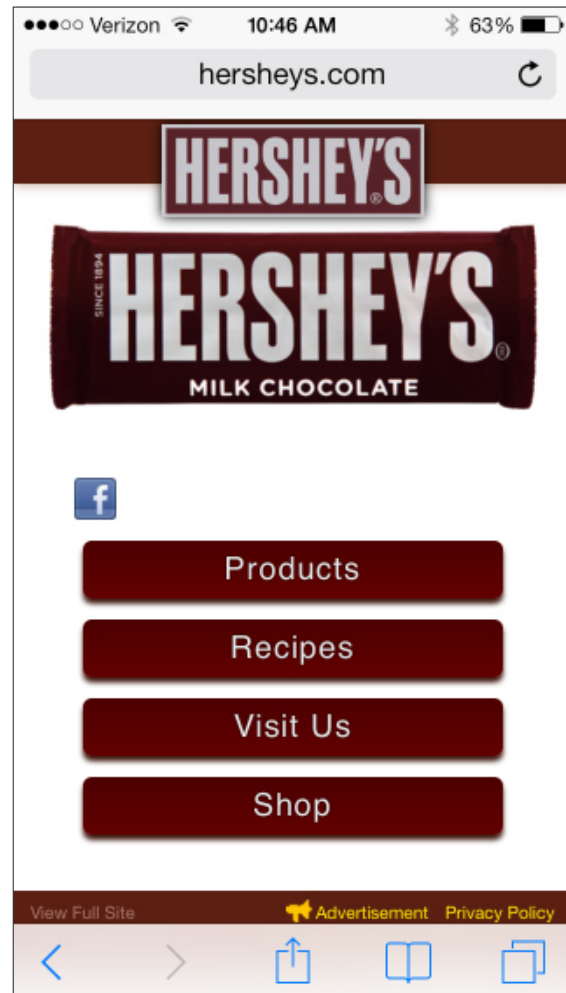 Verizon 10:46 AM 63%
hersheys.com
HERSHEY'S®
SINCE 1894
HERSHEY'S®
MILK CHOCOLATE
f
Products
Recipes
Visit Us
Shop
View Full Site Advertisement Privacy Policy